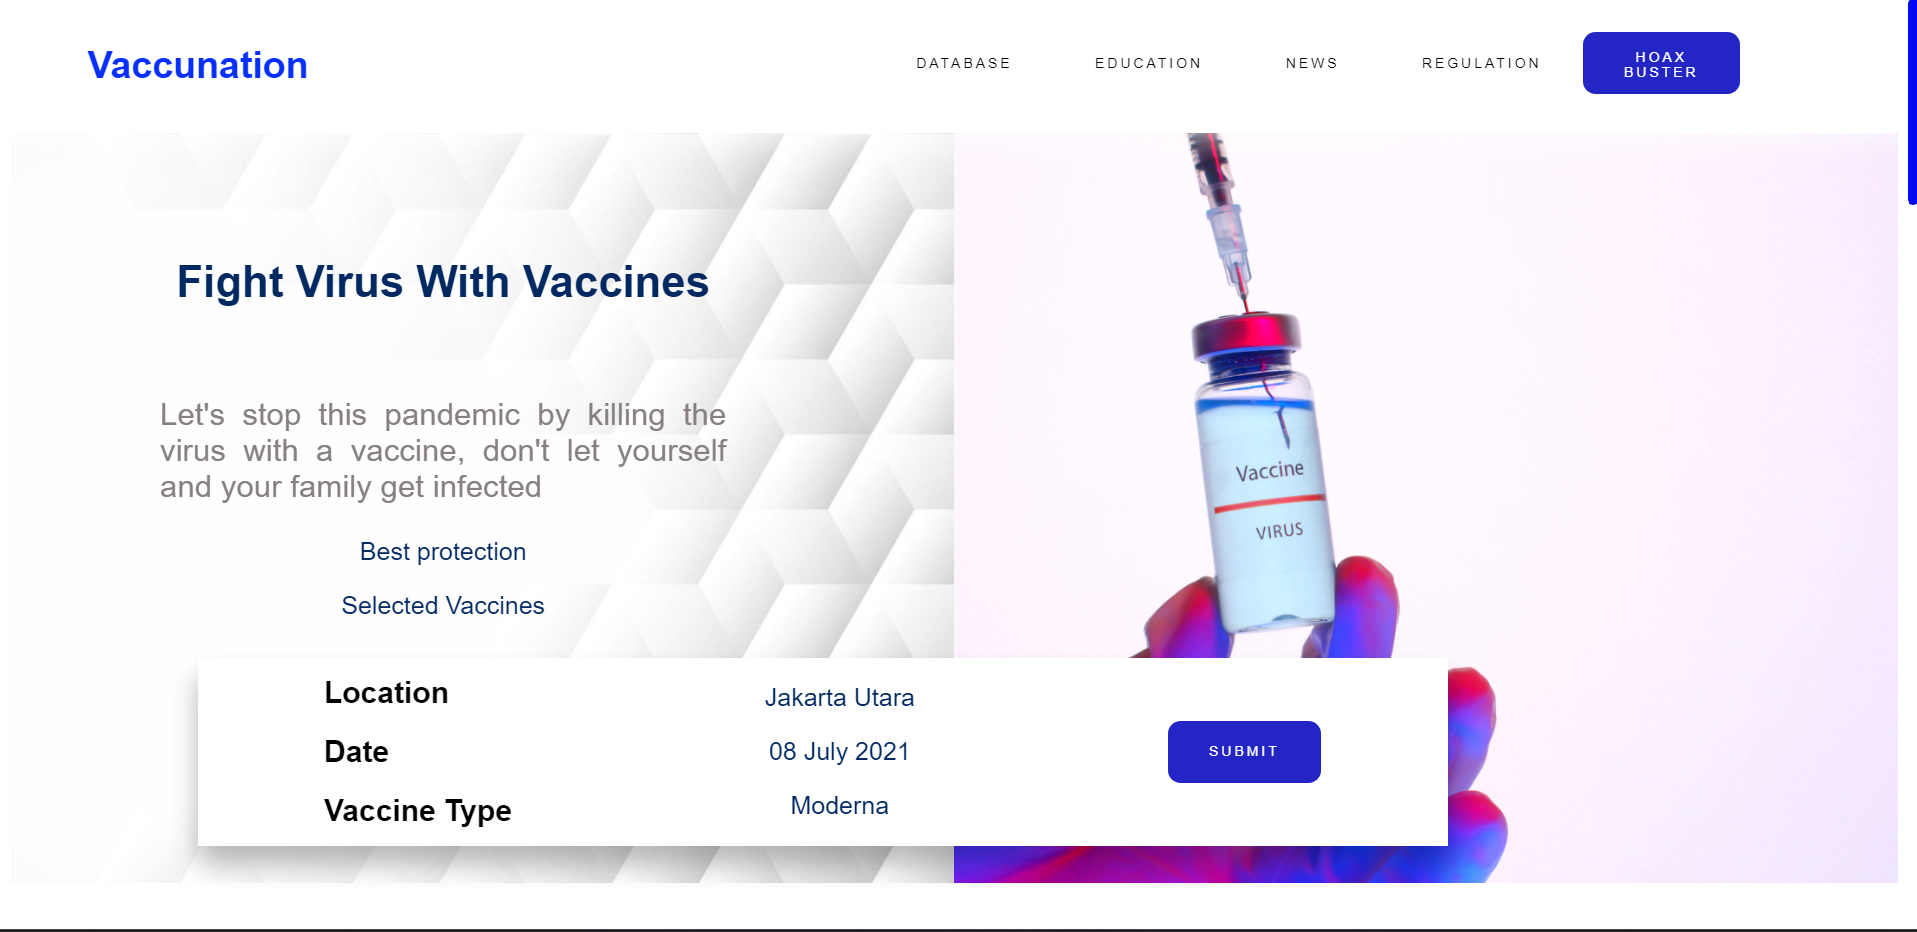 Vaccunation
DATABASE
EDUCATION
NEWS
REGULATION
HOAX
BUSTER
Fight Virus With Vaccines
Let's stop this pandemic by killing the
virus with a vaccine, don't let yourself
and your family get infected
Best protection
Selected Vaccines
Vaccine
VIRUS
Location
Jakarta Utara
Date
08 July 2021
Vaccine Type
Moderna
SUBMIT